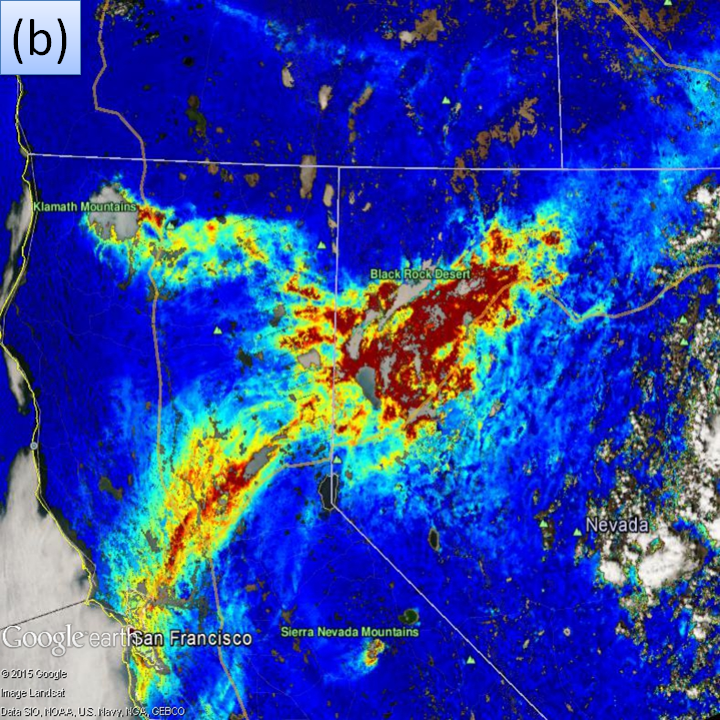 (b)
Klamath Mountains
Black Rock Desert
Nevada
Google earth
San Francisco
Sierra Nevada Mountains
© 2015 Google
Image Landsat
Data SIO, NOAA, U.S. Navy, NGA, GEBCO